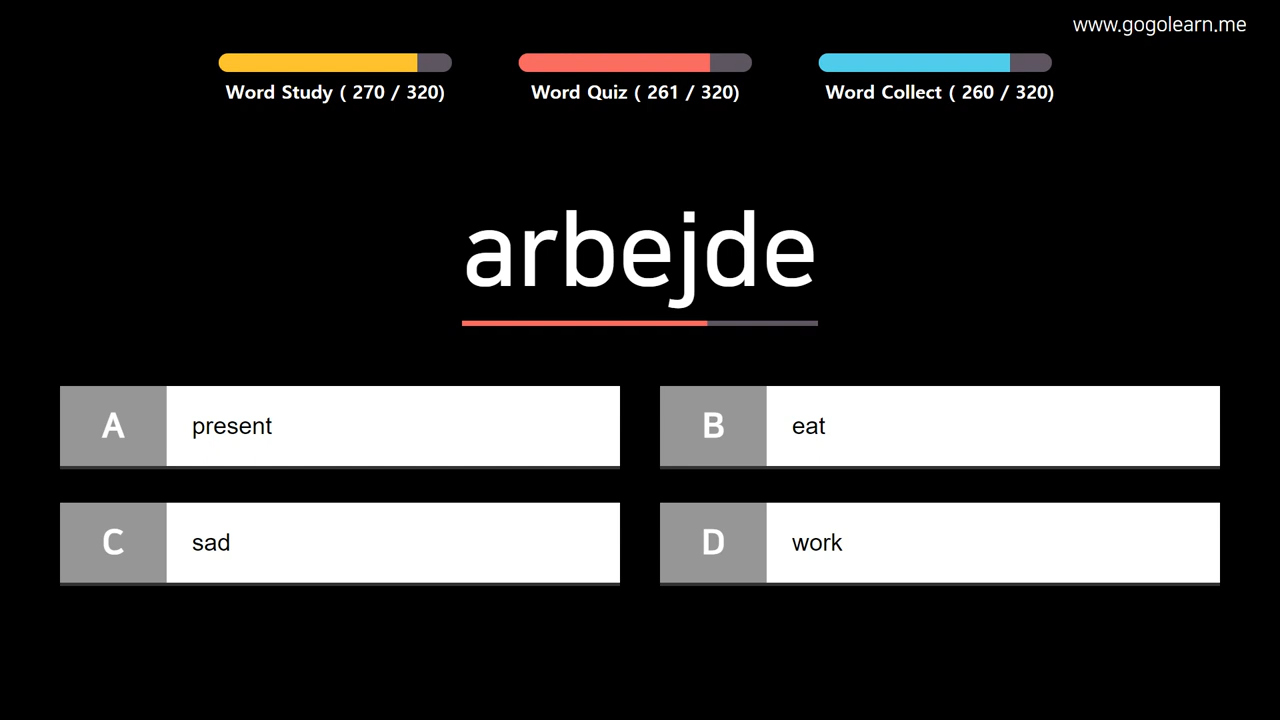 www.gogolearn.me
Word Study ( 270 / 320)
Word Quiz ( 261 / 320)
Word Collect ( 260 / 320)
arbejde
A present
B eat
C sad
D work